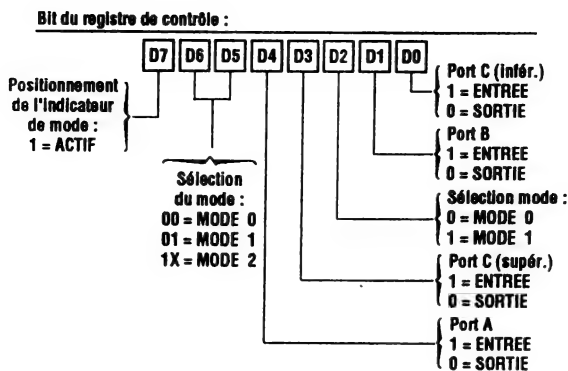 Bit du registre de contrôle :
D7 D6 D5 D4 D3 D2 D1 D0
Positionnement
de l'indicateur
de mode :
1 = ACTIF
Sélection
du mode :
00 = MODE 0
01 = MODE 1
1X = MODE 2
Port C (infér.)
1 = ENTREE
0 = SORTIE
Port B
1 = ENTREE
0 = SORTIE
Sélection mode :
0 = MODE 0
1 = MODE 1
Port C (supér.)
1 = ENTREE
0 = SORTIE
Port A
1 = ENTREE
0 = SORTIE